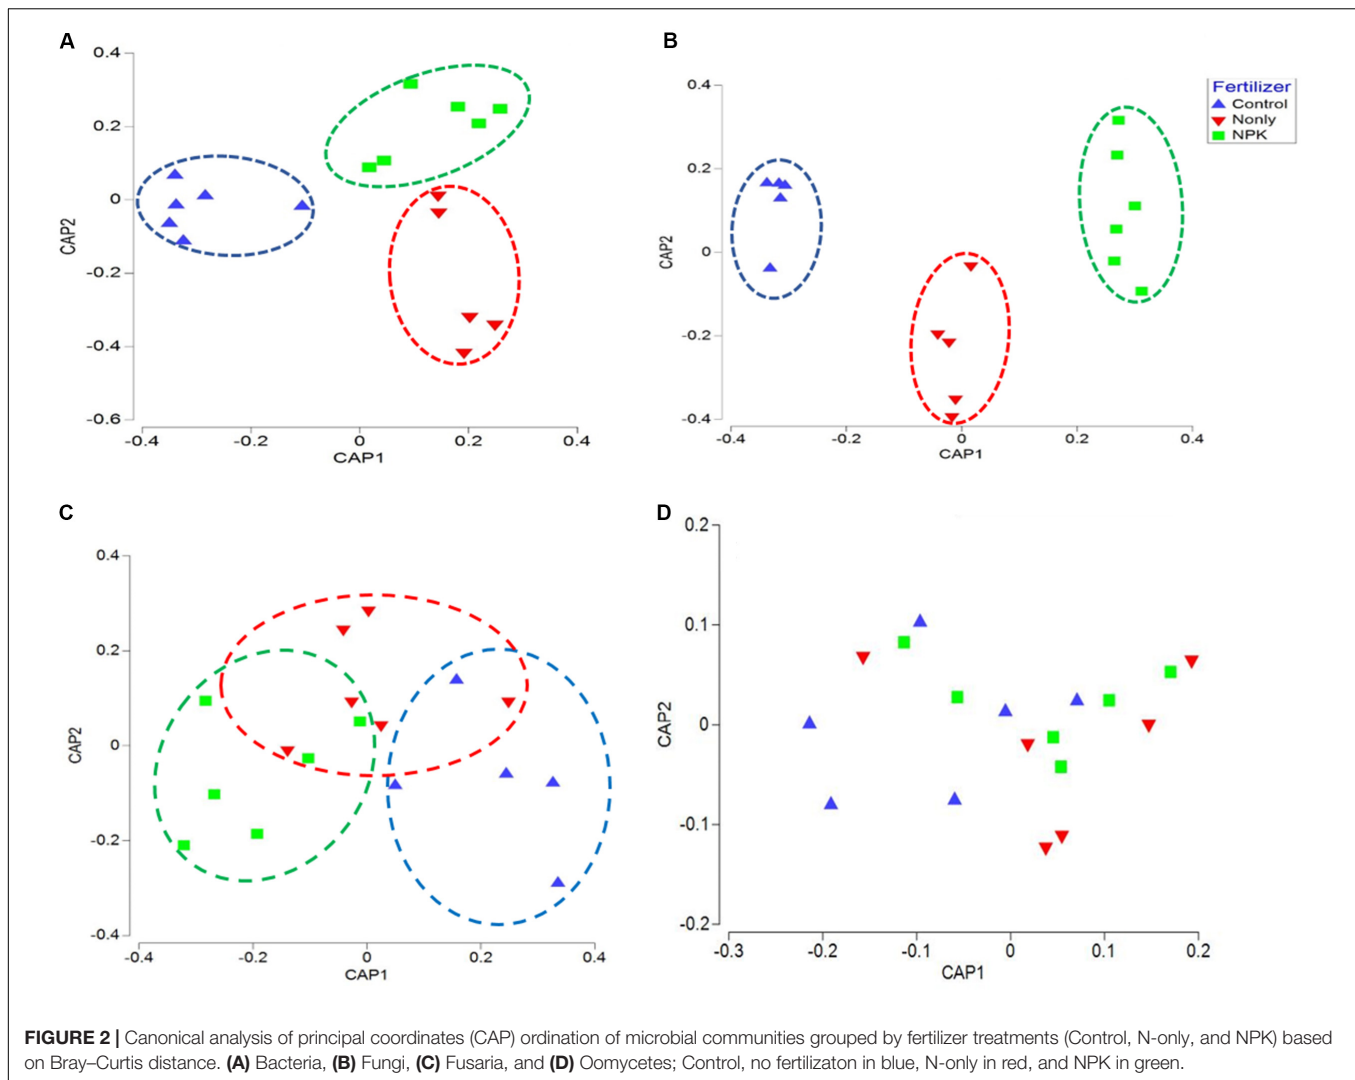 A
0.4
0.2
0
-0.2
-0.4
-0.6
CAP2
-0.4
-0.2
0
0.2
0.4
CAP1
B
0.4
0.2
0
-0.2
-0.4
CAP2
-0.4
-0.2
0
0.2
0.4
CAP1
Fertilizer
Control
Nonly
NPK
C
0.4
0.2
0
-0.2
-0.4
CAP2
-0.4
-0.2
0
0.2
0.4
CAP1
D
0.2
0.1
0
-0.1
-0.2
CAP2
-0.3
-0.2
-0.1
0
0.1
0.2
CAP1
FIGURE 2 | Canonical analysis of principal coordinates (CAP) ordination of microbial communities grouped by fertilizer treatments (Control, N-only, and NPK) based
on Bray–Curtis distance. (A) Bacteria, (B) Fungi, (C) Fusaria, and (D) Oomycetes; Control, no fertilizaton in blue, N-only in red, and NPK in green.